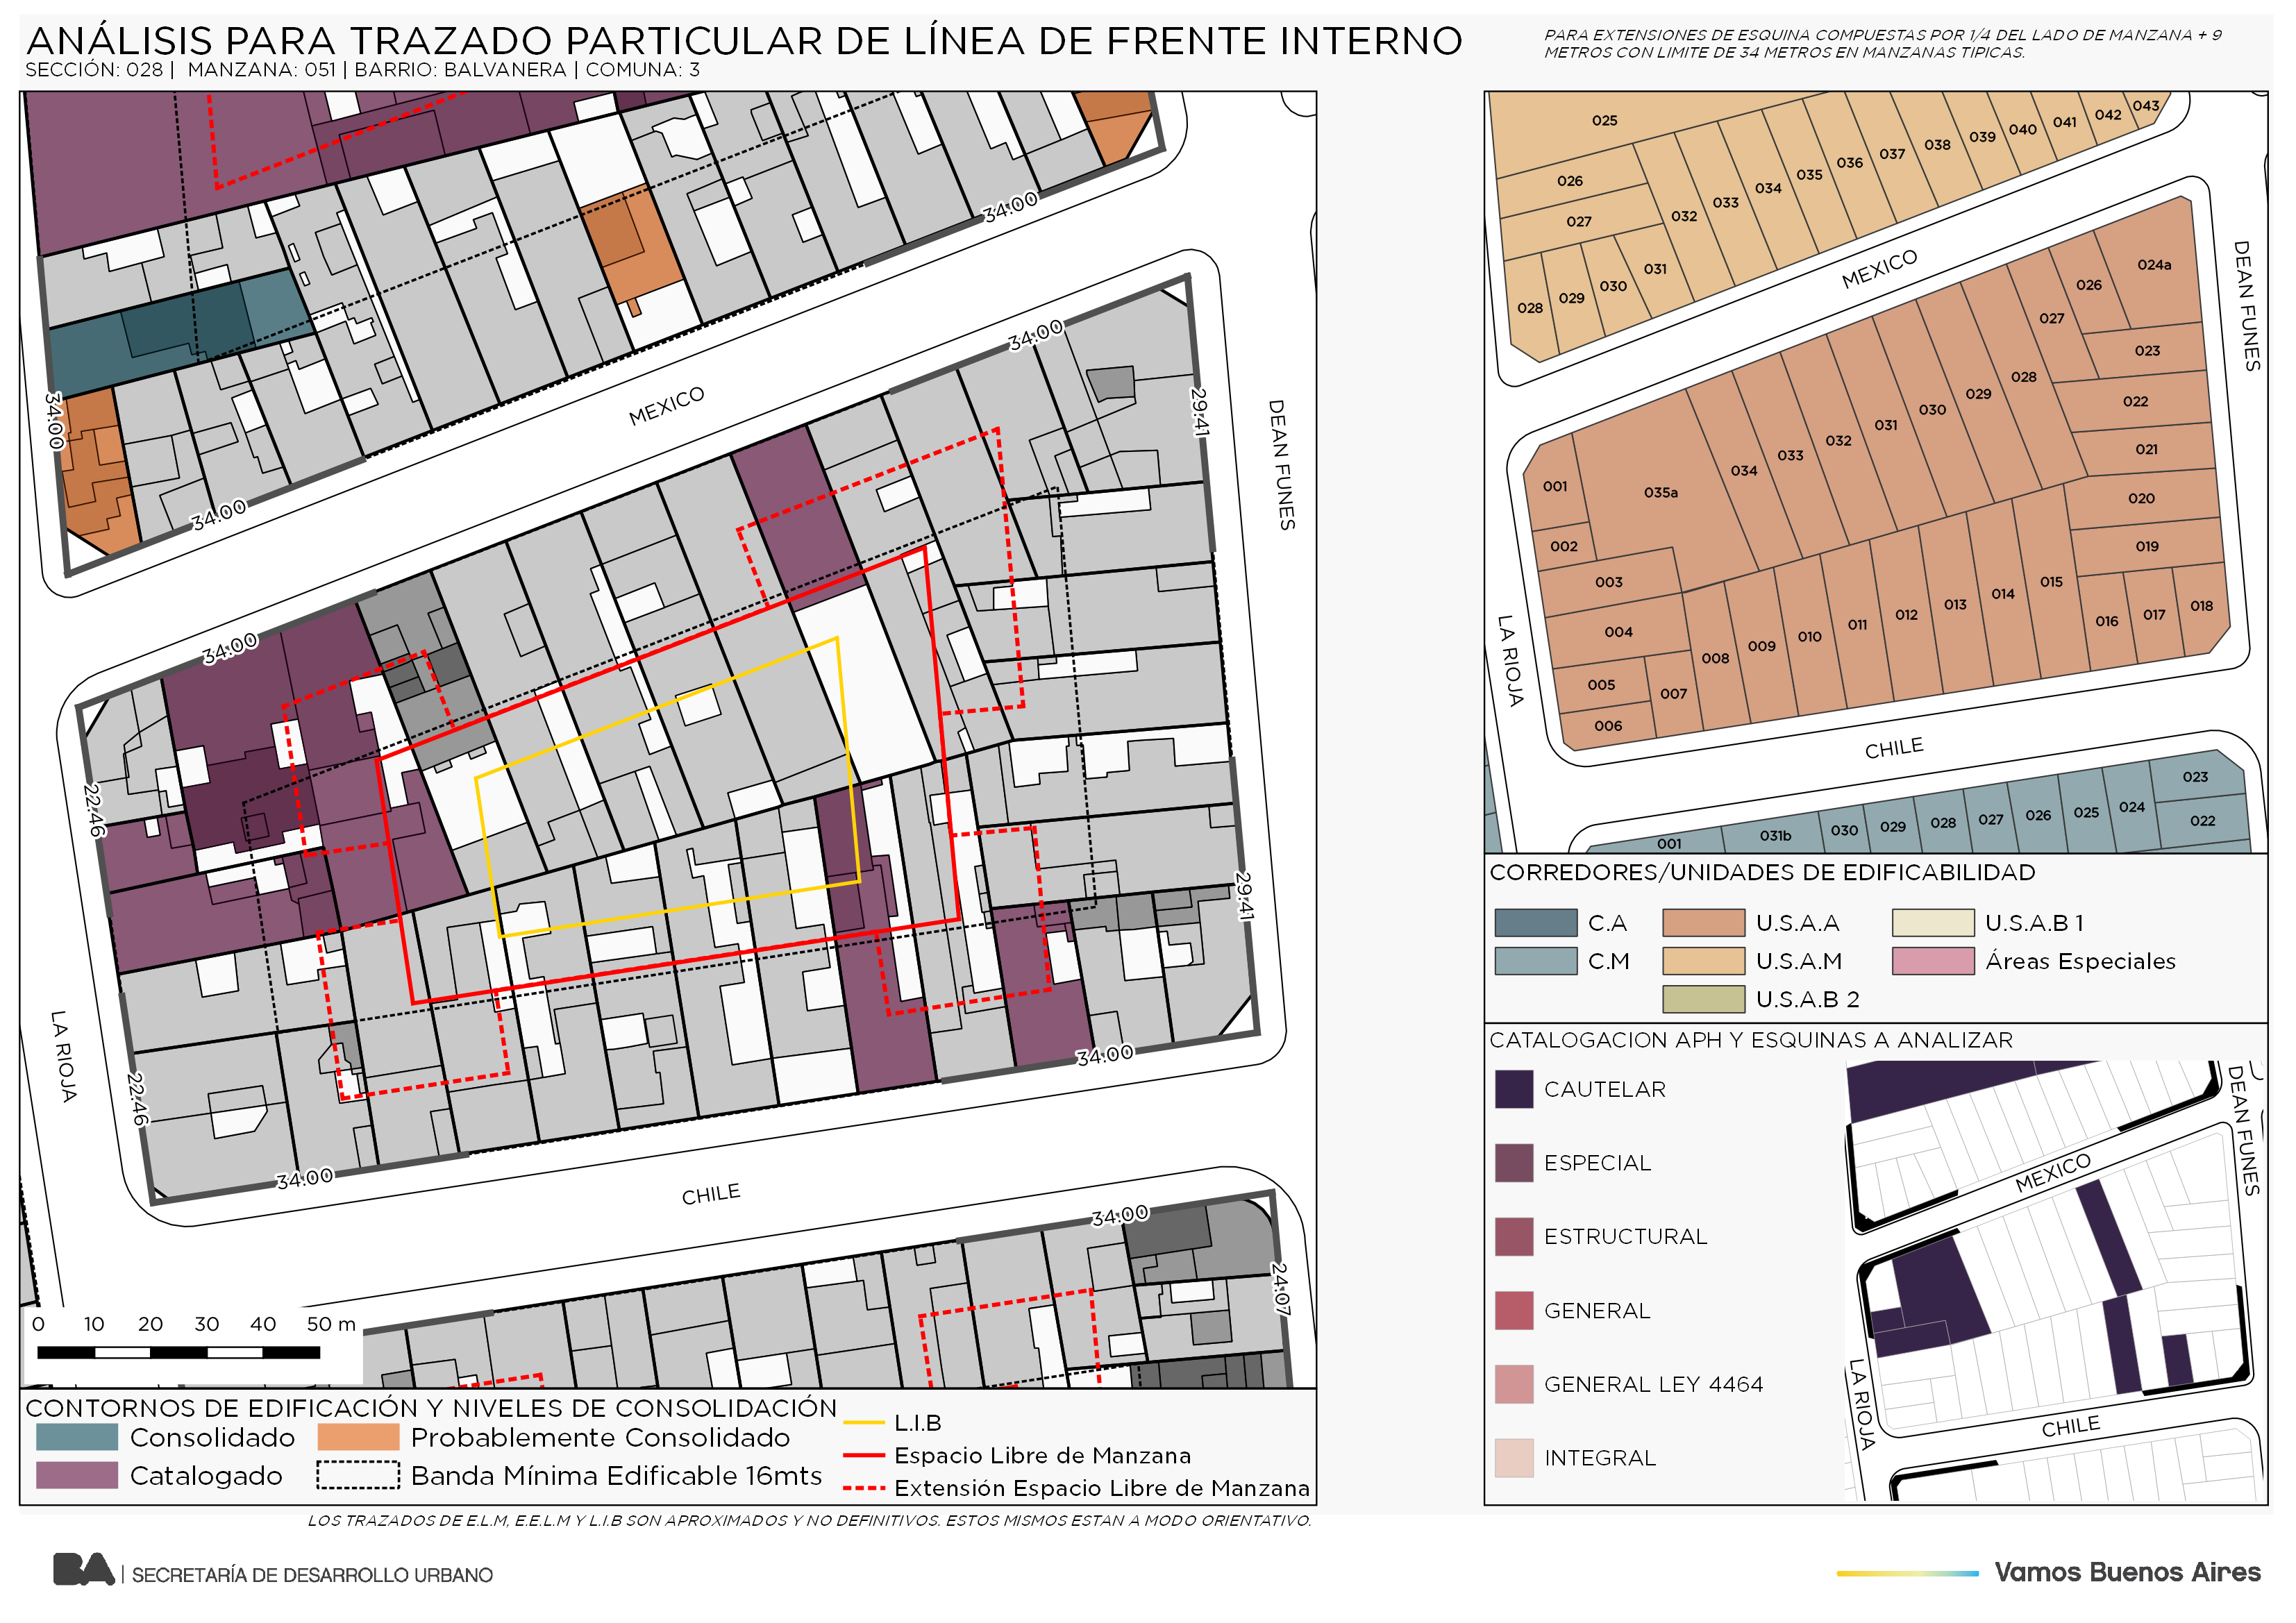 ANÁLISIS PARA TRAZADO PARTICULAR DE LÍNEA DE FRENTE INTERNO
SECCIÓN: 028 | MANZANA: 051 | BARRIO: BALVANERA | COMUNA: 3
PARA EXTENSIONES DE ESQUINA COMPUESTAS POR 1/4 DEL LADO DE MANZANA + 9
METROS CON LIMITE DE 34 METROS EN MANZANAS TIPICAS.
34.00
34.00
34.00
MEXICO
34.00
29.41
DEAN FUNES
34.00
22.46
29.41
LA RIOJA
22.46
34.00
34.00
CHILE
34.00
24.07
0 10 20 30 40 50 m
CONTORNOS DE EDIFICACIÓN Y NIVELES DE CONSOLIDACIÓN
Consolidado
Probablemente Consolidado
Catalogado
Banda Mínima Edificable 16mts
L.I.B
Espacio Libre de Manzana
Extensión Espacio Libre de Manzana
LOS TRAZADOS DE E.L.M, E.E.L.M Y L.I.B SON APROXIMADOS Y NO DEFINITIVOS. ESTOS MISMOS ESTAN A MODO ORIENTATIVO.
025
026
027
028
029
030
031
032
033
034
035
036
037
038
039
040
041
042
043
MEXICO
DEAN FUNES
001
002
003
004
005
006
007
008
009
010
011
012
013
014
015
016
017
018
019
020
021
022
023
024a
026
027
028
029
030
031
032
033
034
035a
LA RIOJA
CHILE
001
031b
030
029
028
027
026
025
024
023
022
CORREDORES/UNIDADES DE EDIFICABILIDAD
C.A
U.S.A.A
U.S.A.B 1
C.M
U.S.A.M
Áreas Especiales
U.S.A.B 2
CATALOGACION APH Y ESQUINAS A ANALIZAR
CAUTELAR
ESPECIAL
ESTRUCTURAL
GENERAL
GENERAL LEY 4464
INTEGRAL
MEXICO
DEAN FUNES
LA RIOJA
CHILE
BA | SECRETARÍA DE DESARROLLO URBANO
Vamos Buenos Aires